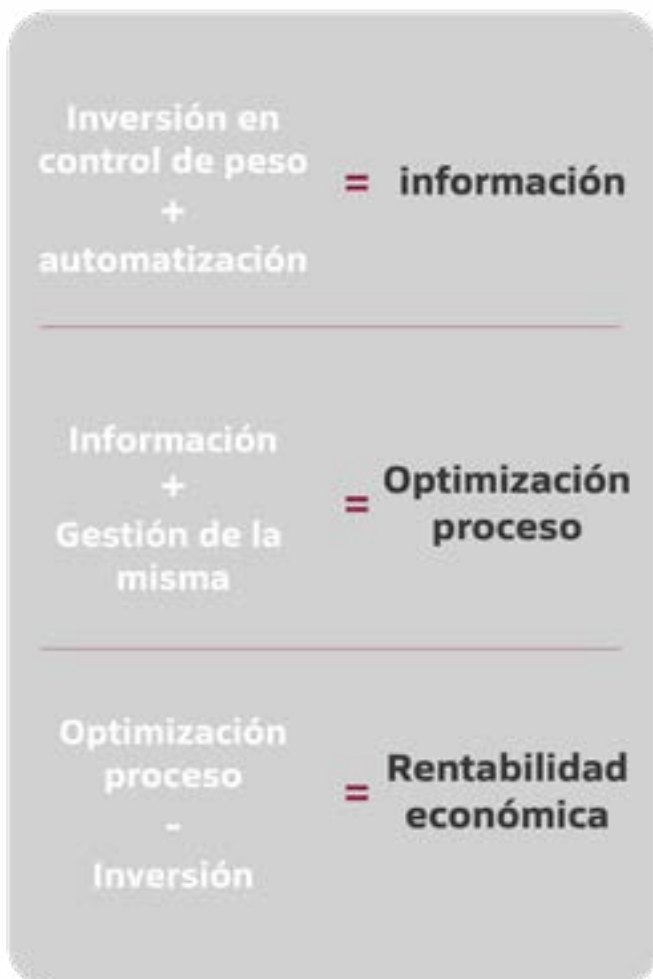 Inversión en
control de peso
+
automatización
= información
Información
+
Gestión de la
misma
= Optimización
proceso
Optimización
proceso
-
Inversión
= Rentabilidad
económica